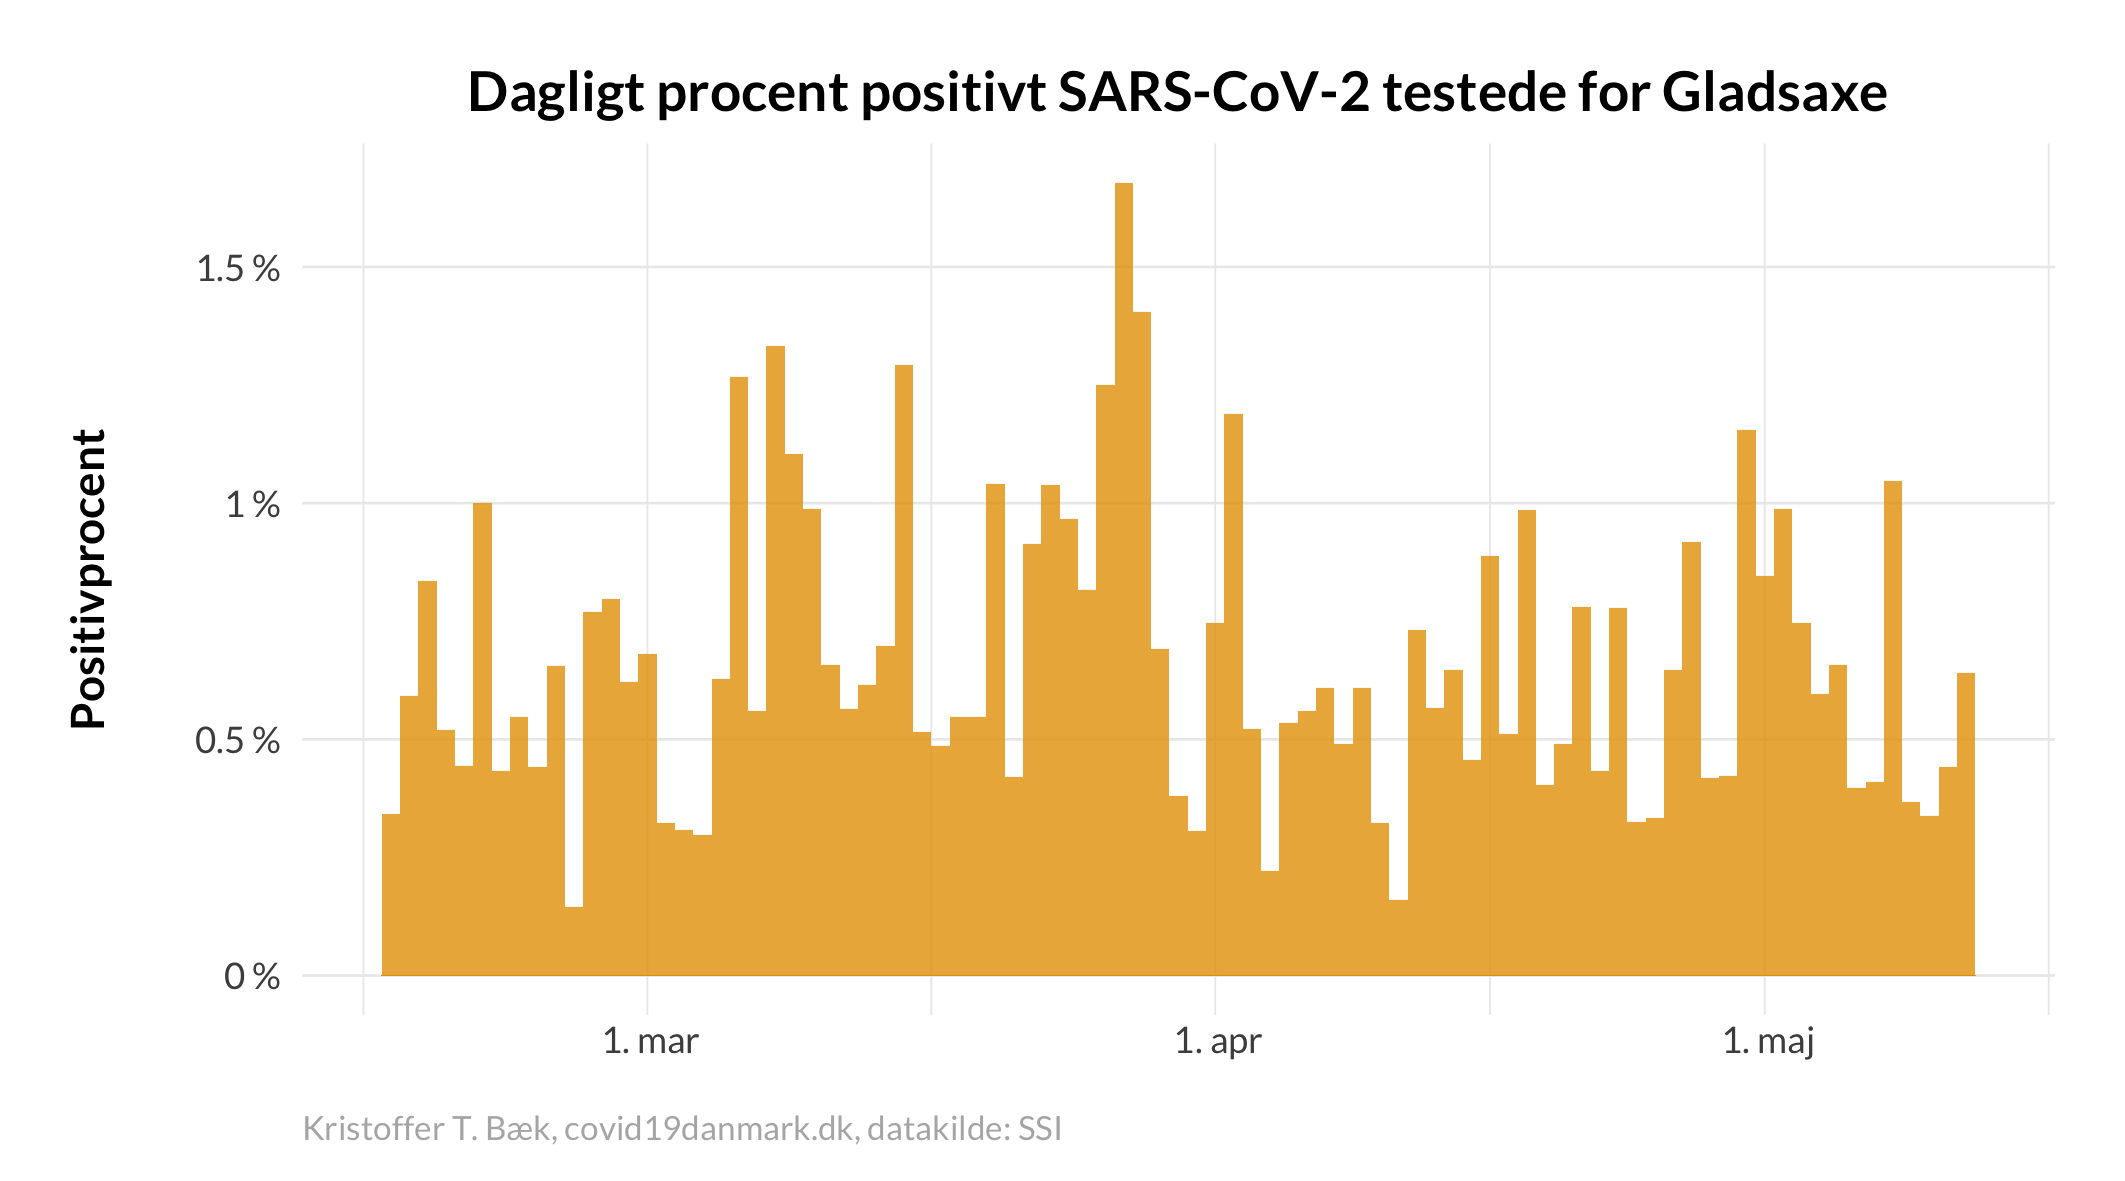 Dagligt procent positivt SARS-CoV-2 testede for Gladsaxe
Positivprocent
1.5 %
1 %
0.5 %
0 %
1. mar
1. apr
1. maj
Kristoffer T. Bæk, covid19danmark.dk, datakilde: SSI